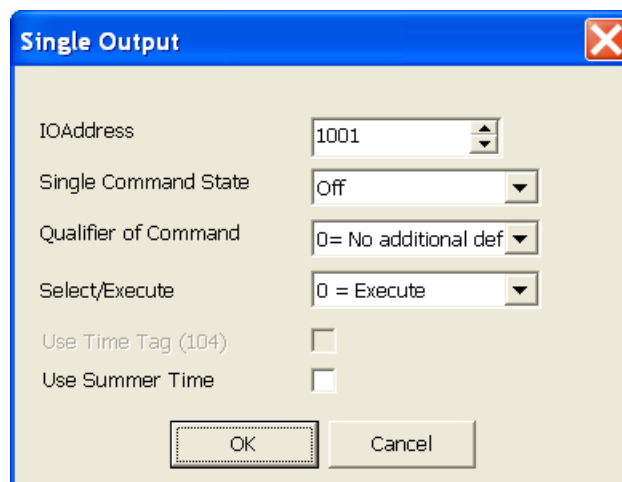 Single Output
IOAddress 1001
Single Command State Off
Qualifier of Command 0= No additional def
Select/Execute 0 = Execute
Use Time Tag (104)
Use Summer Time
OK Cancel